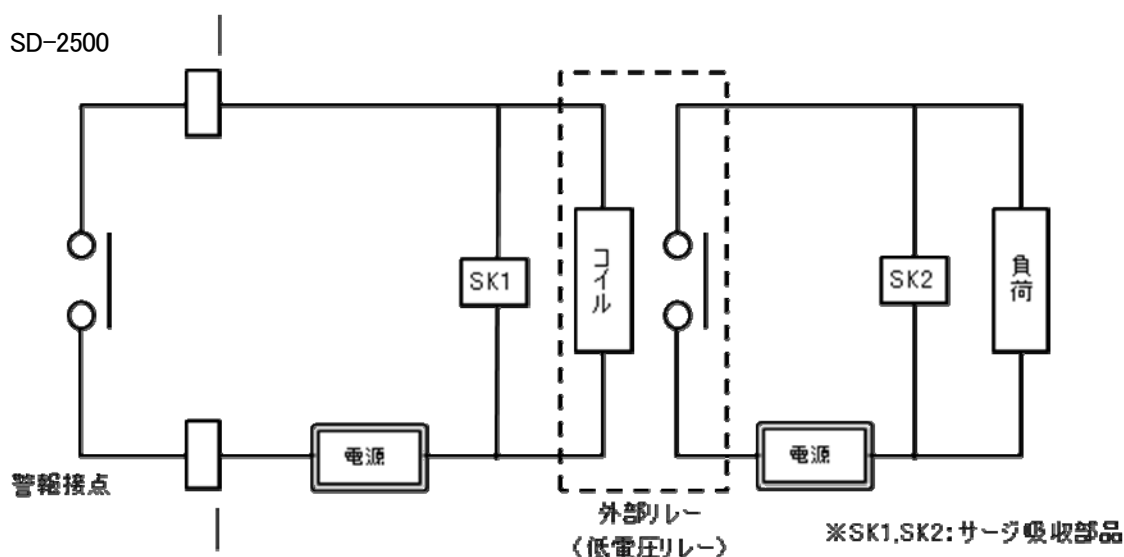 SD-2500
SK1
コイル
SK2
負荷
電源
電源
警報接点
外部リレー
(低電圧リレー)
※SK1,SK2:サージ吸収部品